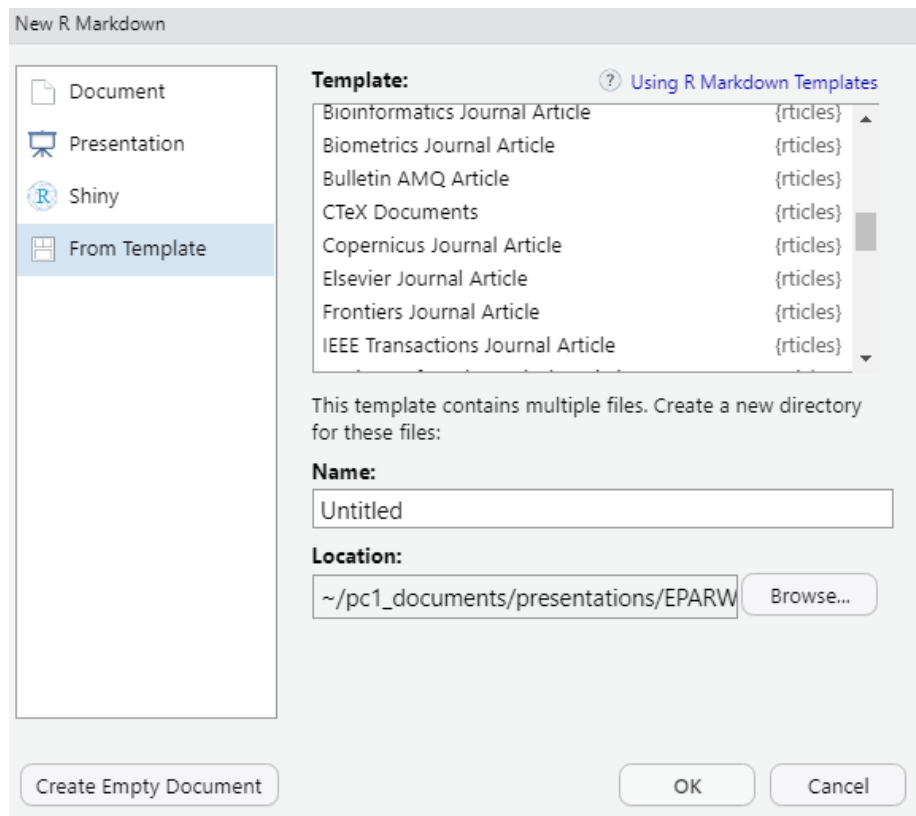 New R Markdown
Document
Presentation
Shiny
From Template
Template:
? Using R Markdown Templates
Bioinformatics Journal Article {rticles}
Biometrics Journal Article {rticles}
Bulletin AMQ Article {rticles}
CTeX Documents {rticles}
Copernicus Journal Article {rticles}
Elsevier Journal Article {rticles}
Frontiers Journal Article {rticles}
IEEE Transactions Journal Article {rticles}
This template contains multiple files. Create a new directory
for these files:
Name:
Untitled
Location:
~/pc1_documents/presentations/EPARW
Browse...
Create Empty Document
OK
Cancel